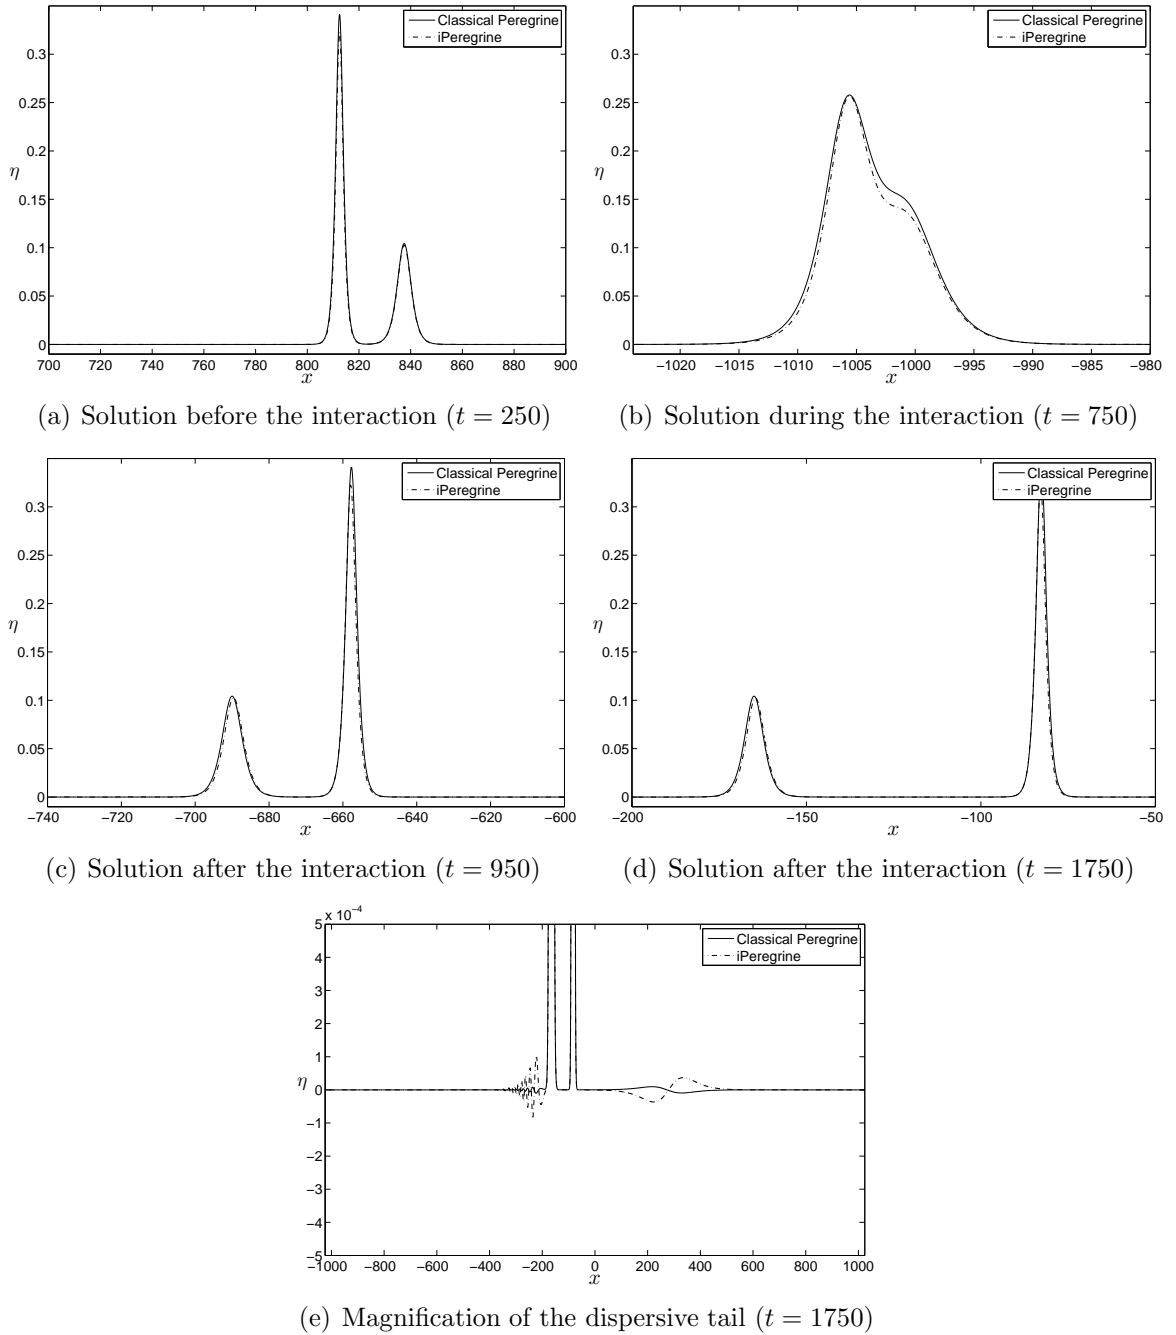 Classical Peregrine
iPeregrine
0.3
0.25
0.2
η
0.15
0.1
0.05
0
700 720 740 760 780 800 820 840 860 880 900
x
(a) Solution before the interaction (t = 250)
Classical Peregrine
iPeregrine
0.3
0.25
0.2
η
0.15
0.1
0.05
0
−1020 −1015 −1010 −1005 −1000 −995 −990 −985 −980
x
(b) Solution during the interaction (t = 750)
Classical Peregrine
iPeregrine
0.3
0.25
0.2
η
0.15
0.1
0.05
0
−740 −720 −700 −680 −660 −640 −620 −600
x
(c) Solution after the interaction (t = 950)
Classical Peregrine
iPeregrine
0.3
0.25
0.2
η
0.15
0.1
0.05
0
−200 −150 −100 −50
x
(d) Solution after the interaction (t = 1750)
x 10⁻⁴
5
Classical Peregrine
iPeregrine
4
3
2
1
η
0
−1
−2
−3
−4
−5
−1000 −800 −600 −400 −200 0 200 400 600 800 1000
x
(e) Magnification of the dispersive tail (t = 1750)